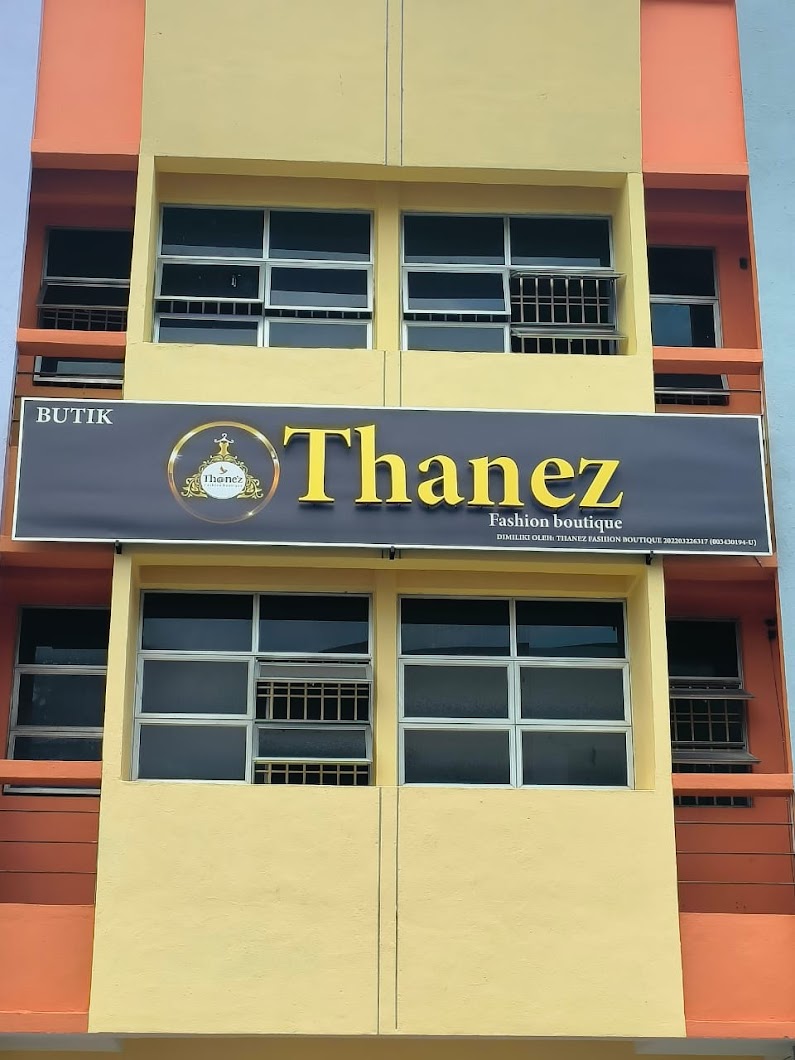 BUTIK
Thanez
Thanez
Fashion boutique
DIMILIKI OLEH: THANEZ FASHION BOUTIQUE 202203226317 (003430194-U)